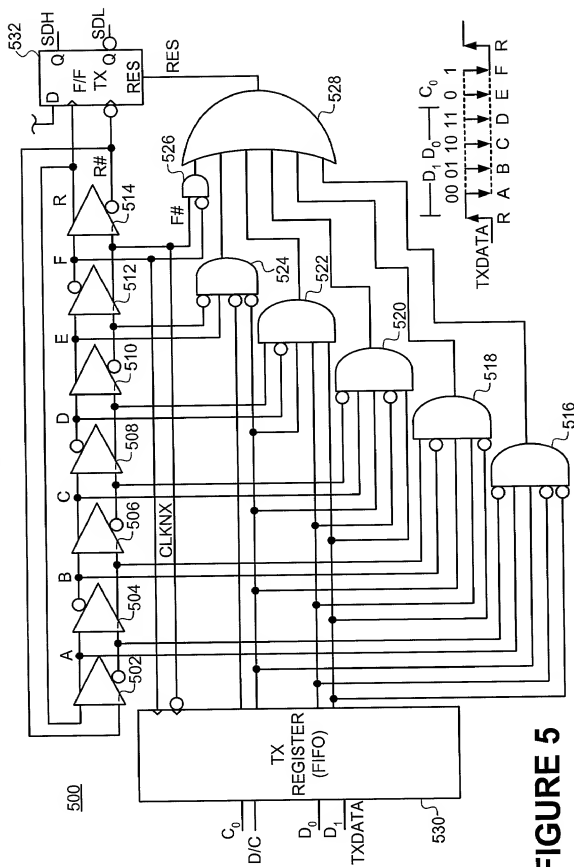 500
532
D
Q
SDH
F/F
TX
Q
SDL
RES
RES
R
R#
514
F
512
E
510
D
508
C
506
B
504
A
502
CLKNX
F#
526
528
524
522
520
518
516
TX
REGISTER
(FIFO)
530
C0
D/C
D0
D1
TXDATA
D1 D0
C0
00 01 10 11 0 1
TXDATA
R A B C D E F R
FIGURE 5